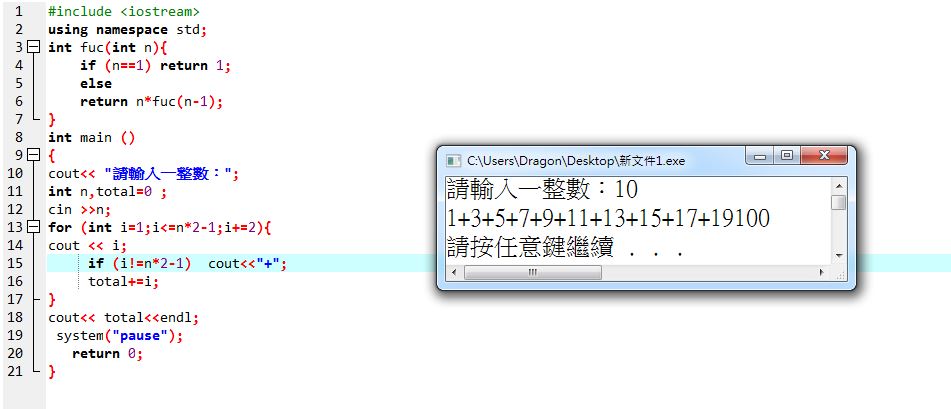 1 #include <iostream>
2 using namespace std;
3 int fuc(int n){
4 if (n==1) return 1;
5 else
6 return n*fuc(n-1);
7 }
8 int main ()
9 {
10 cout<< "請輸入一整數：";
11 int n,total=0 ;
12 cin >>n;
13 for (int i=1;i<=n*2-1;i+=2){
14 cout << i;
15 if (i!=n*2-1)  cout<<"+";
16 total+=i;
17 }
18 cout<< total<<endl;
19 system("pause");
20 return 0;
21 }
C:\Users\Dragon\Desktop\新文件1.exe
請輸入一整數：10
1+3+5+7+9+11+13+15+17+19100
請按任意鍵繼續 . . .